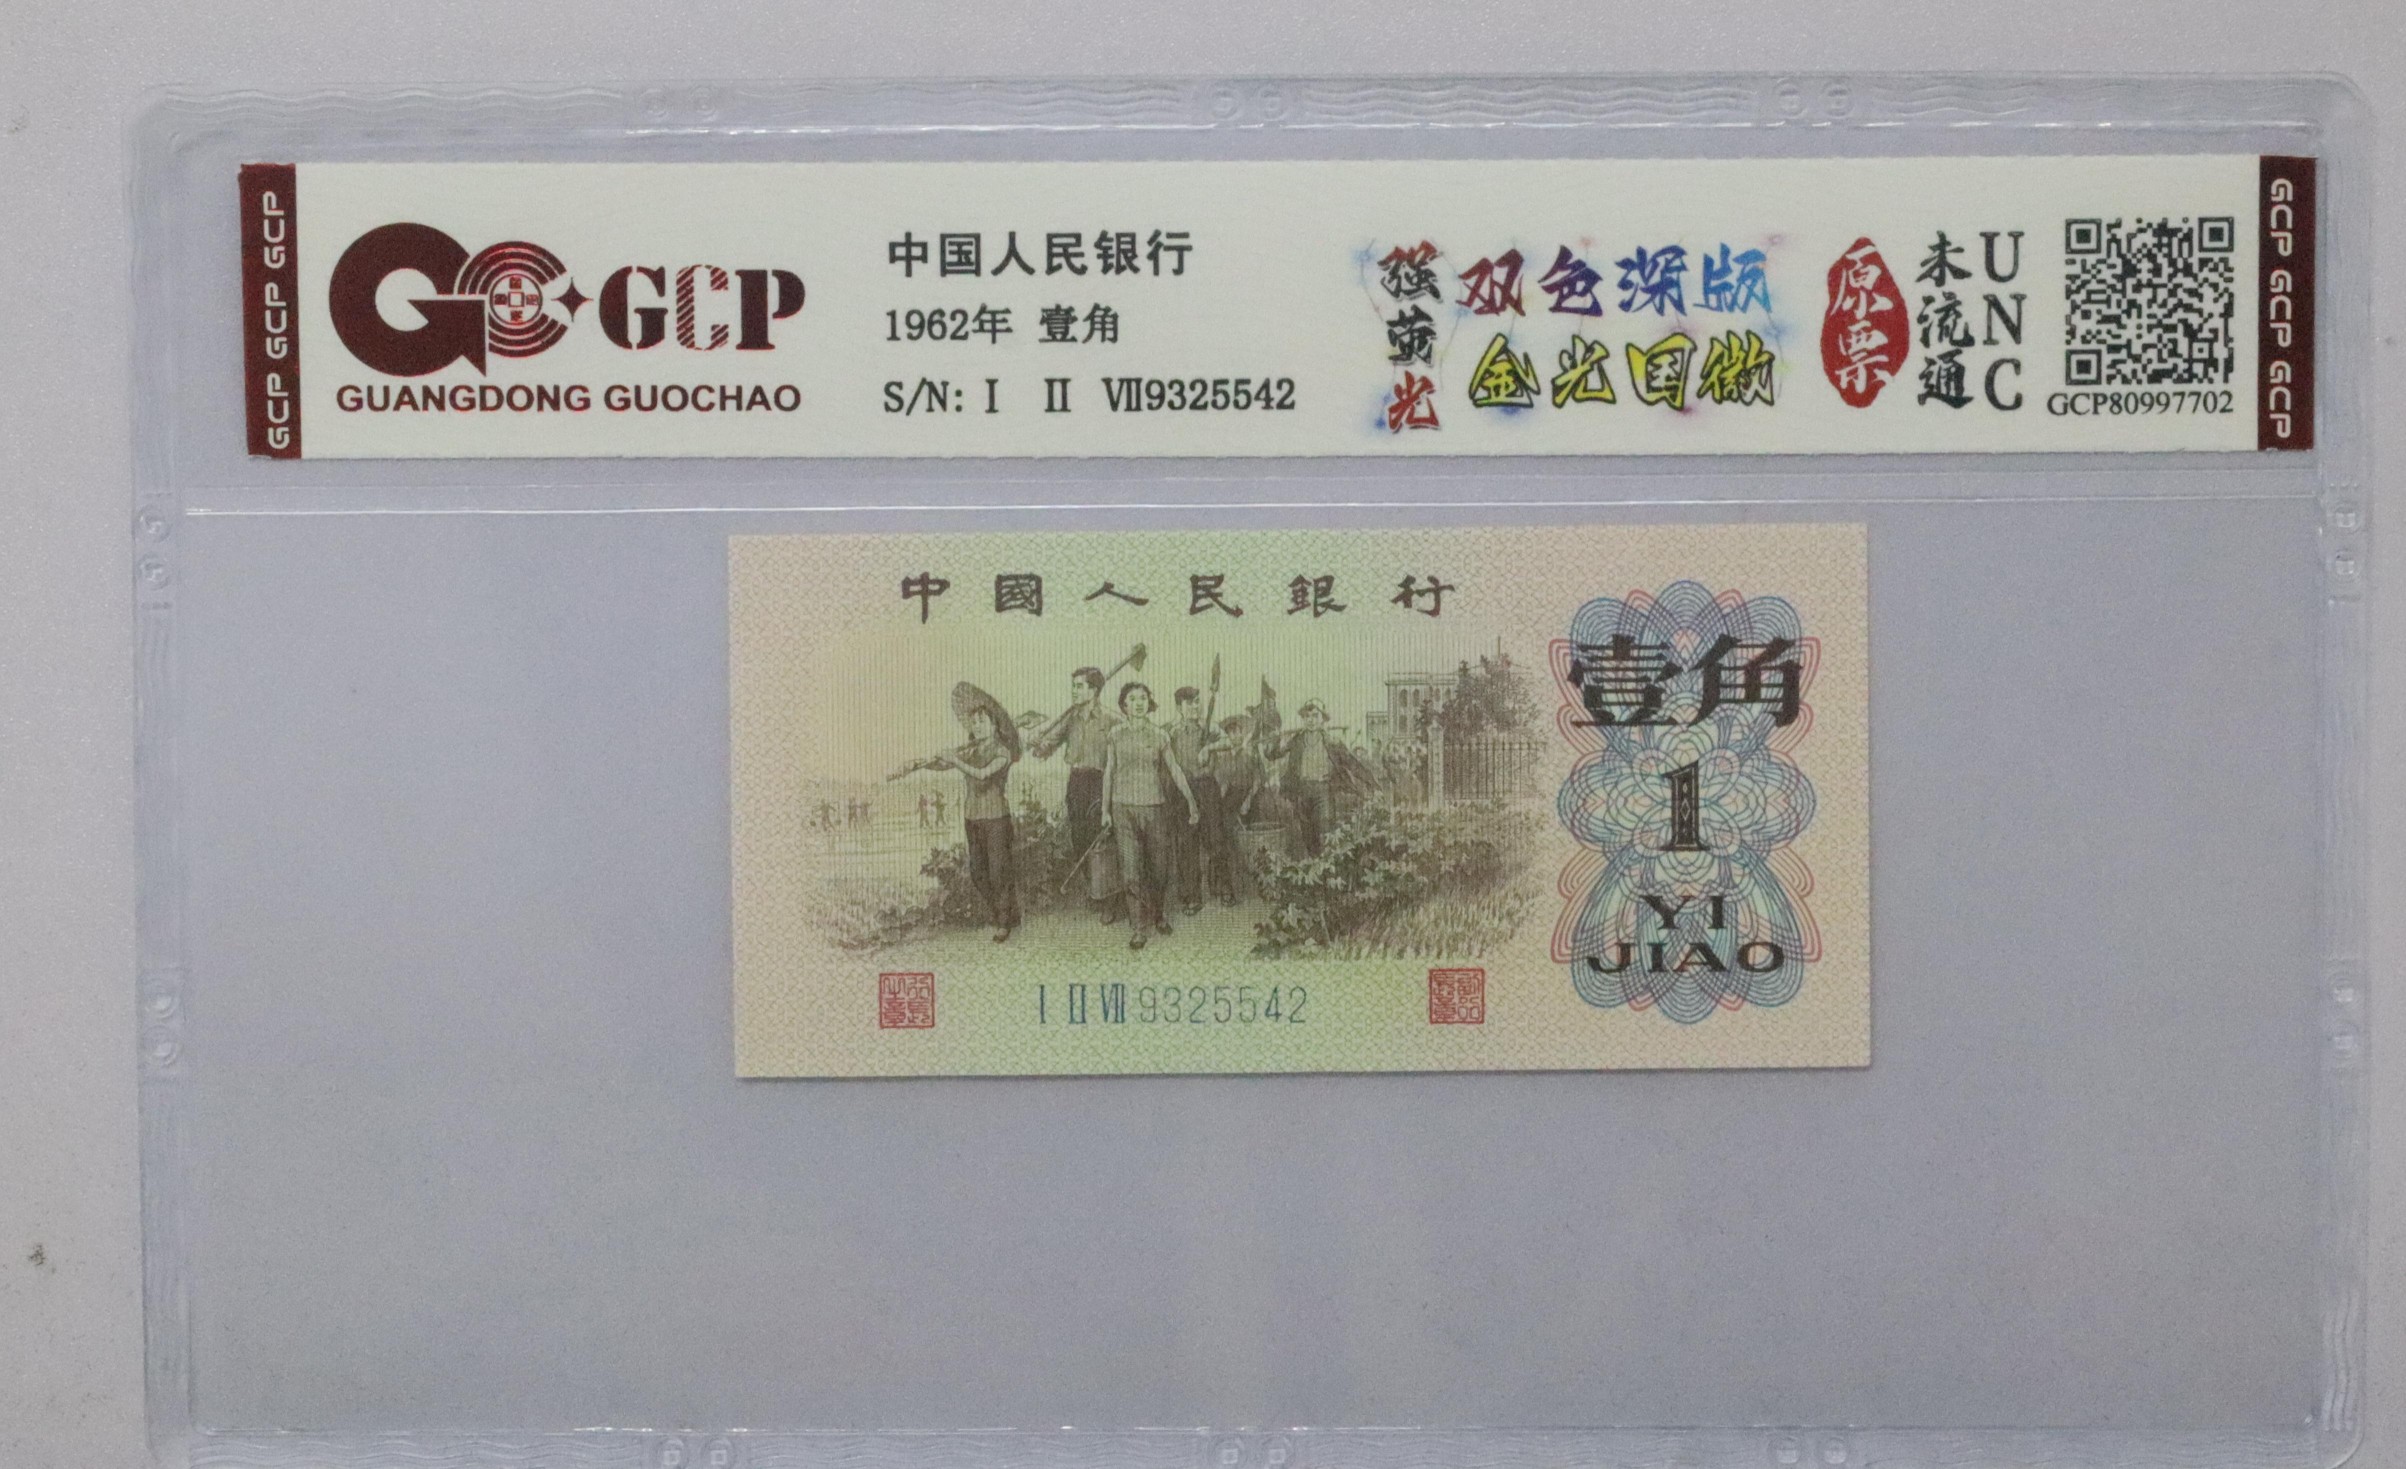 GCP GCP GCP
GCP
GUANGDONG GUOCHAO
中国人民银行
1962年 壹角
S/N: I II VII9325542
强荧光
双色深版
金光国徽
原票
未流通
UNC
GCP80997702
GCP GCP GCP
中國人民銀行
壹角
1
YI
JIAO
I II VII 9325542